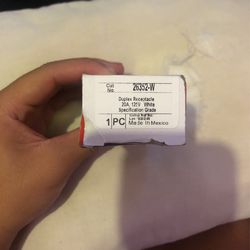 Cat
No.
26352-W
Duplex Receptacle
20A, 125V White
Specification Grade
1 PC
Made In Mexico